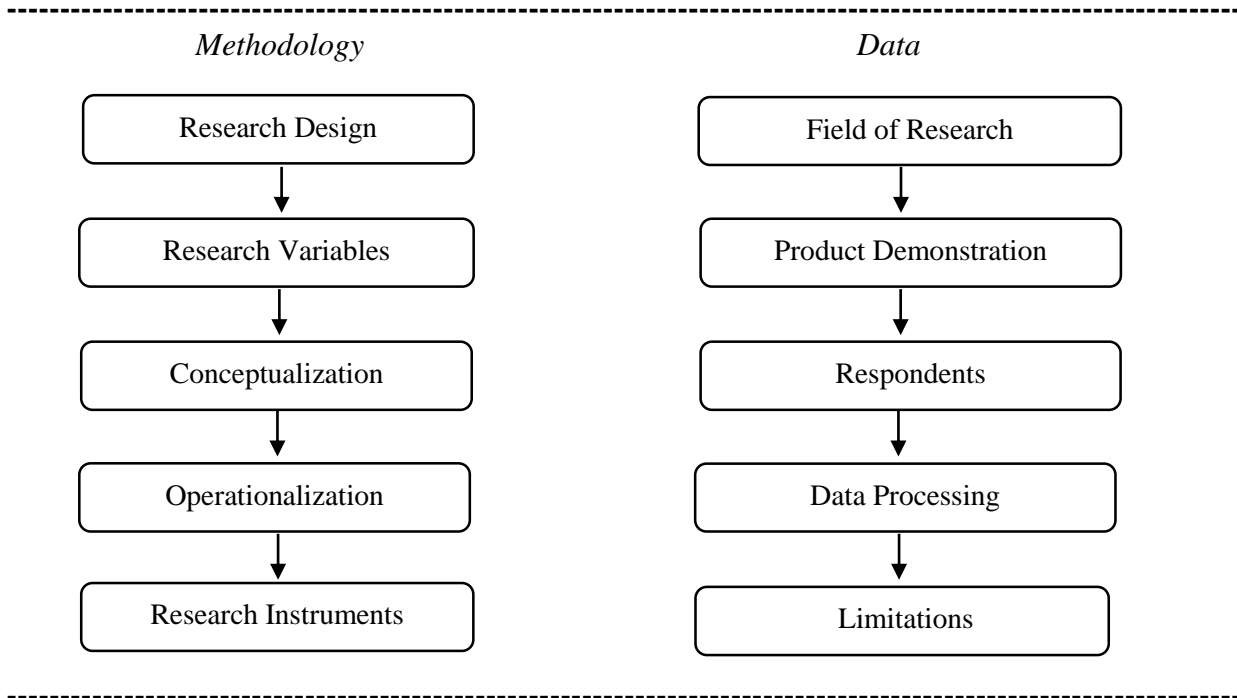 Methodology
Research Design
Research Variables
Conceptualization
Operationalization
Research Instruments
Data
Field of Research
Product Demonstration
Respondents
Data Processing
Limitations